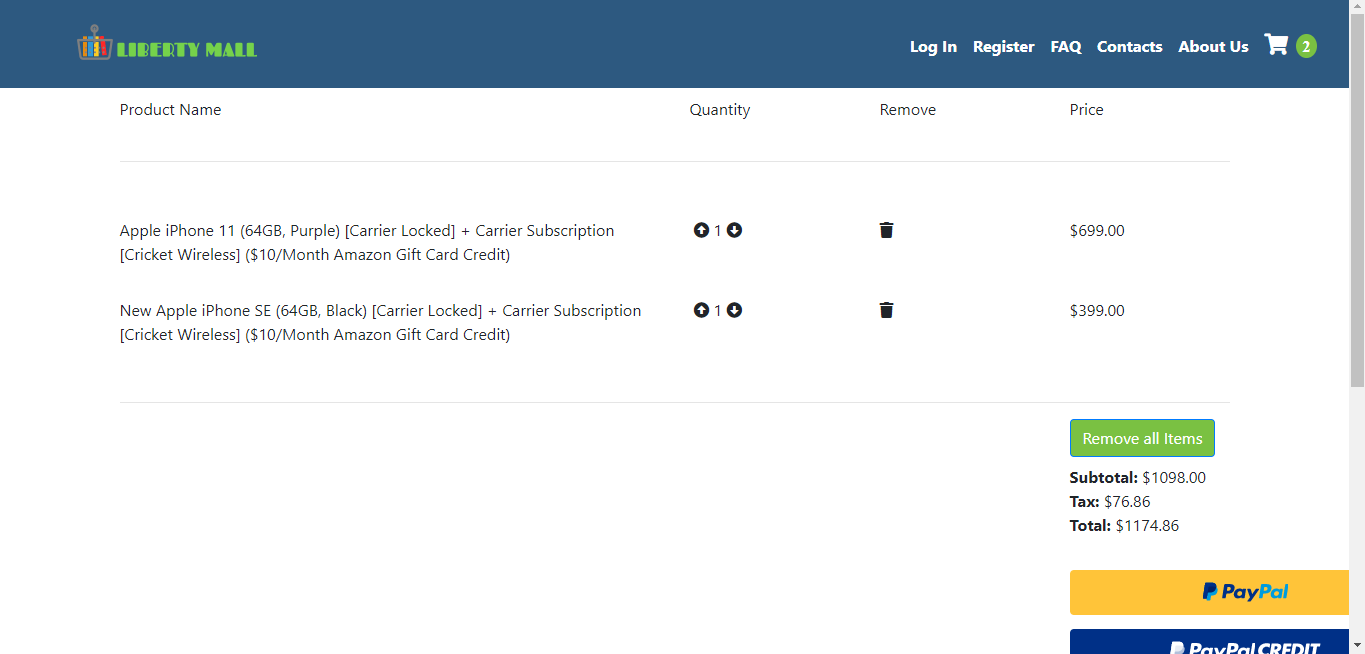 LIBERTY MALL
Log In Register FAQ Contacts About Us 2
Product Name Quantity Remove Price
Apple iPhone 11 (64GB, Purple) [Carrier Locked] + Carrier Subscription 1 $699.00
[Cricket Wireless] ($10/Month Amazon Gift Card Credit)
New Apple iPhone SE (64GB, Black) [Carrier Locked] + Carrier Subscription 1 $399.00
[Cricket Wireless] ($10/Month Amazon Gift Card Credit)
Remove all Items
Subtotal: $1098.00
Tax: $76.86
Total: $1174.86
PayPal
PayPal CREDIT